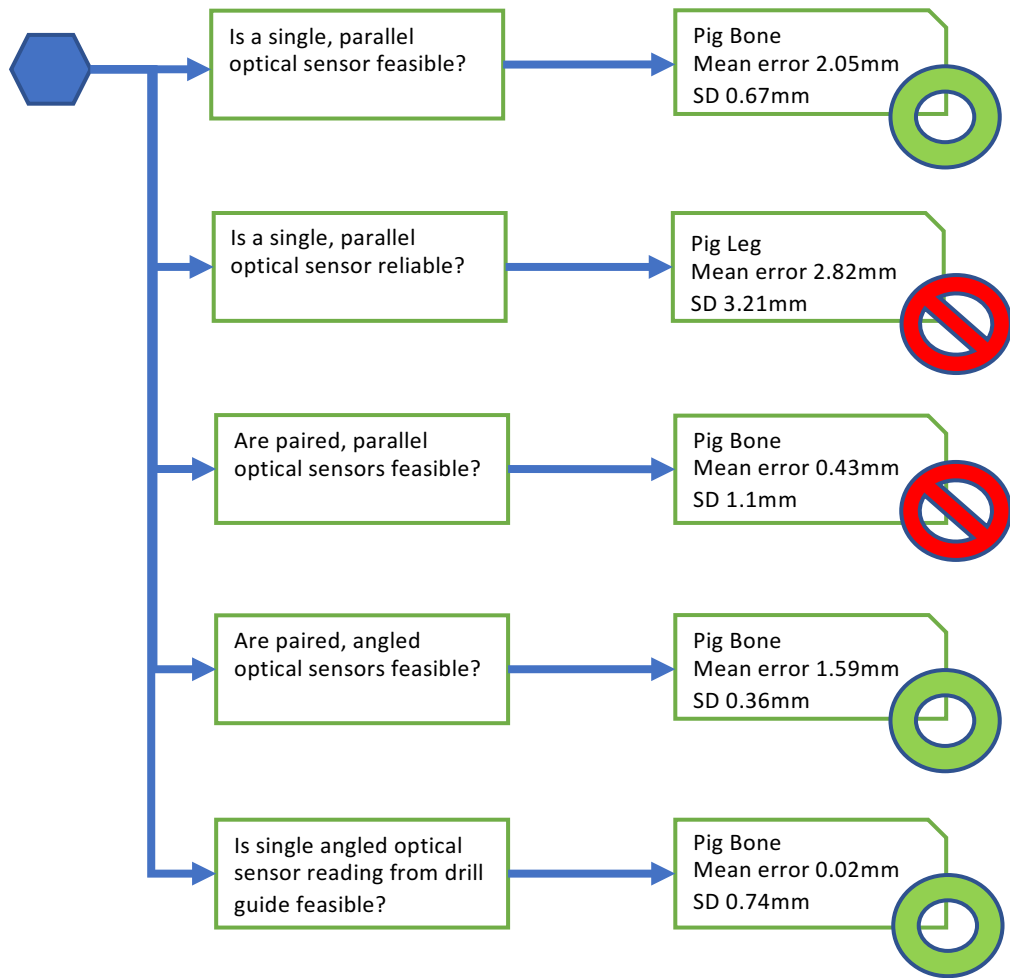 Is a single, parallel
optical sensor feasible?
Pig Bone
Mean error 2.05mm
SD 0.67mm
Is a single, parallel
optical sensor reliable?
Pig Leg
Mean error 2.82mm
SD 3.21mm
Are paired, parallel
optical sensors feasible?
Pig Bone
Mean error 0.43mm
SD 1.1mm
Are paired, angled
optical sensors feasible?
Pig Bone
Mean error 1.59mm
SD 0.36mm
Is single angled optical
sensor reading from drill
guide feasible?
Pig Bone
Mean error 0.02mm
SD 0.74mm